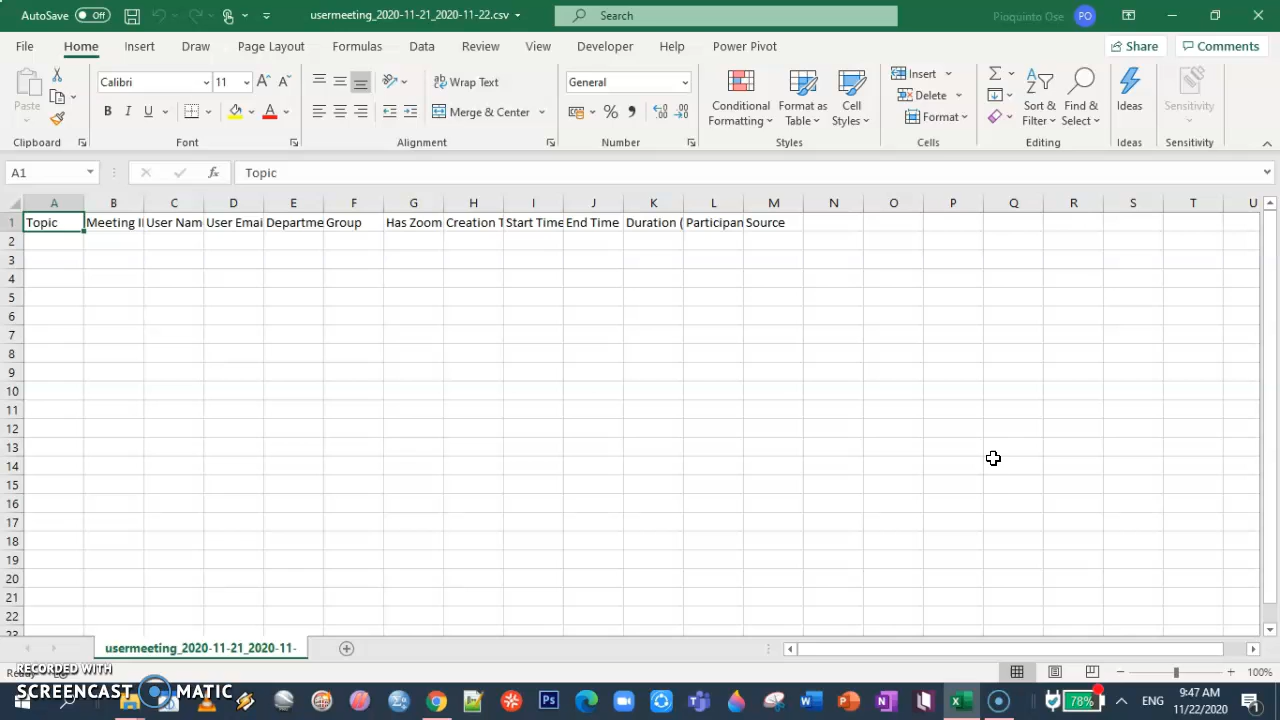 AutoSave Off usermeeting_2020-11-21_2020-11-22.csv Search Pioquinto Ose PO
File Home Insert Draw Page Layout Formulas Data Review View Developer Help Power Pivot Share Comments
Paste Calibri 11 Wrap Text General Conditional Formatting Format as Table Cell Styles Insert Sort & Filter Find & Select Ideas Sensitivity
B I U Merge & Center % Delete
Format
Clipboard Font Alignment Number Styles Cells Editing Ideas Sensitivity
A1 fx Topic
A B C D E F G H I J K L M N O P Q R S T U
1 Topic Meeting I User Nam User Emai Departme Group Has Zoom Creation T Start Time End Time Duration ( Participan Source
2
3
4
5
6
7
8
9
10
11
12
13
14
15
16
17
18
19
20
21
22
23
usermeeting_2020-11-21_2020-11-
RECORDED WITH
100%
SCREENCAST MATIC
Ps 78% ENG 9:47 AM
11/22/2020